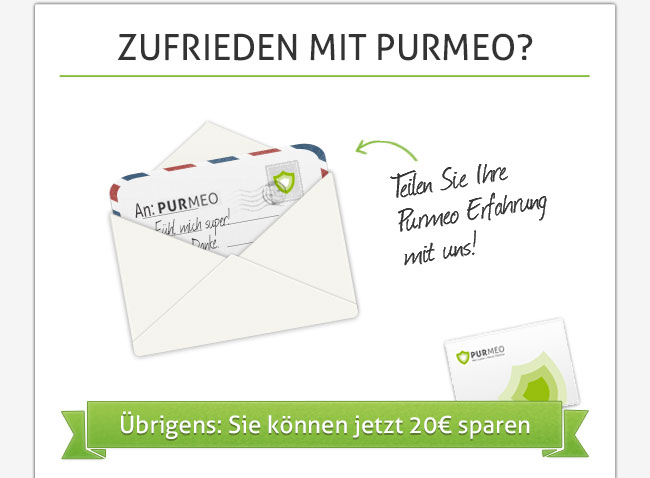 ZUFRIEDEN MIT PURMEO?
An: PURMEO
Fühl mich super!
Danke.
Teilen Sie Ihre
Purmeo Erfahrung
mit uns!
PURMEO
Übrigens: Sie können jetzt 20€ sparen